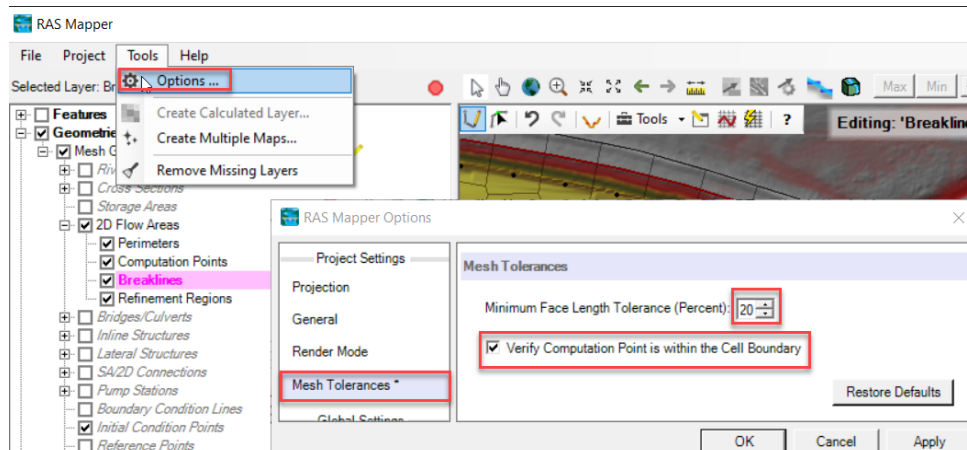 RAS Mapper
File Project Tools Help
Selected Layer: Br
Options ...
Max Min
Create Calculated Layer...
Create Multiple Maps...
Remove Missing Layers
Tools
?
Editing: 'Breakline
Features
Geometrie
Mesh G
Riv
Cross Sections
Storage Areas
2D Flow Areas
Perimeters
Computation Points
Breaklines
Refinement Regions
Bridges/Culverts
Inline Structures
Lateral Structures
SA/2D Connections
Pump Stations
Boundary Condition Lines
Initial Condition Points
Reference Points
RAS Mapper Options
Project Settings
Projection
General
Render Mode
Mesh Tolerances *
Global Settings
Mesh Tolerances
Minimum Face Length Tolerance (Percent): 20
Verify Computation Point is within the Cell Boundary
Restore Defaults
OK Cancel Apply